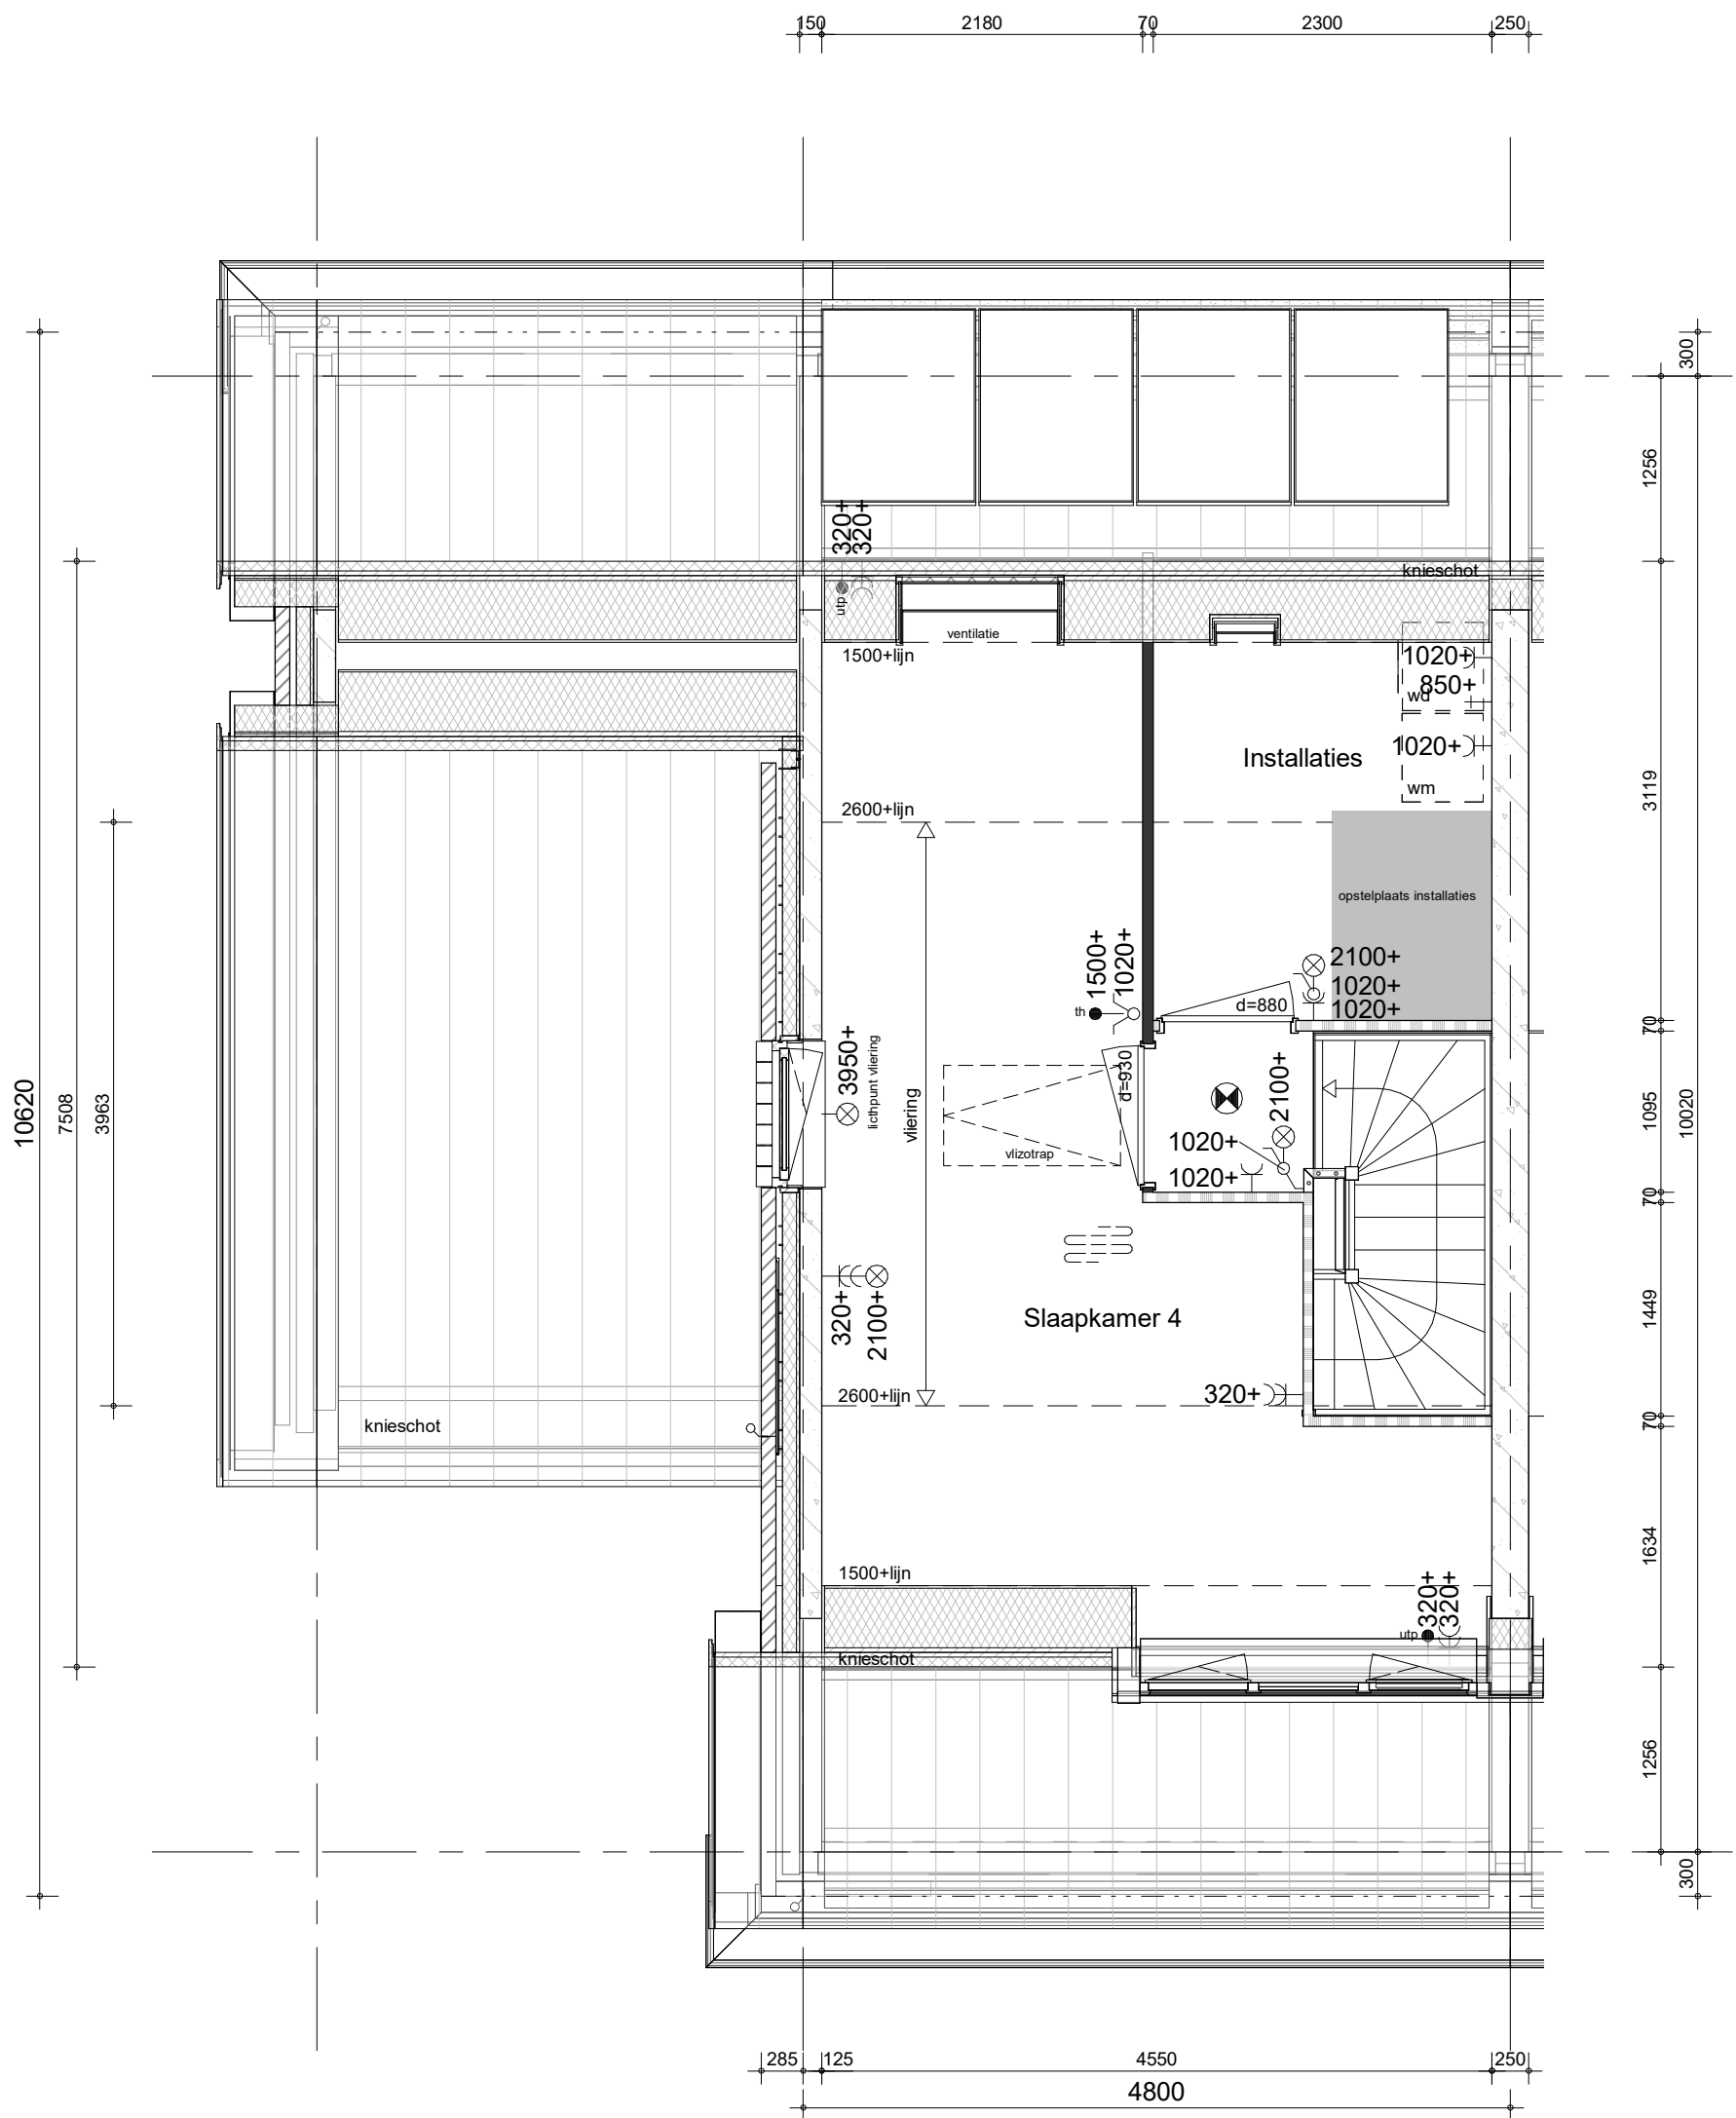 150 2180 70 2300 250
300
1256
320+
320+
utp
knieschot
ventilatie
1500+lijn
1020+
850+
wd
1020+
wm
Installaties
3119
2600+lijn
opstelplaats installaties
1500+
1020+
th
2100+
1020+
1020+
d=880
70
3950+
licthpunt vliering
vliering
d=930
vlizotrap
2100+
1020+
1020+
1095
10020
10620
7508
3963
70
320+
2100+
Slaapkamer 4
1449
2600+lijn
320+
knieschot
70
1634
1500+lijn
320+
320+
utp
knieschot
1256
300
285 125 4550 250
4800